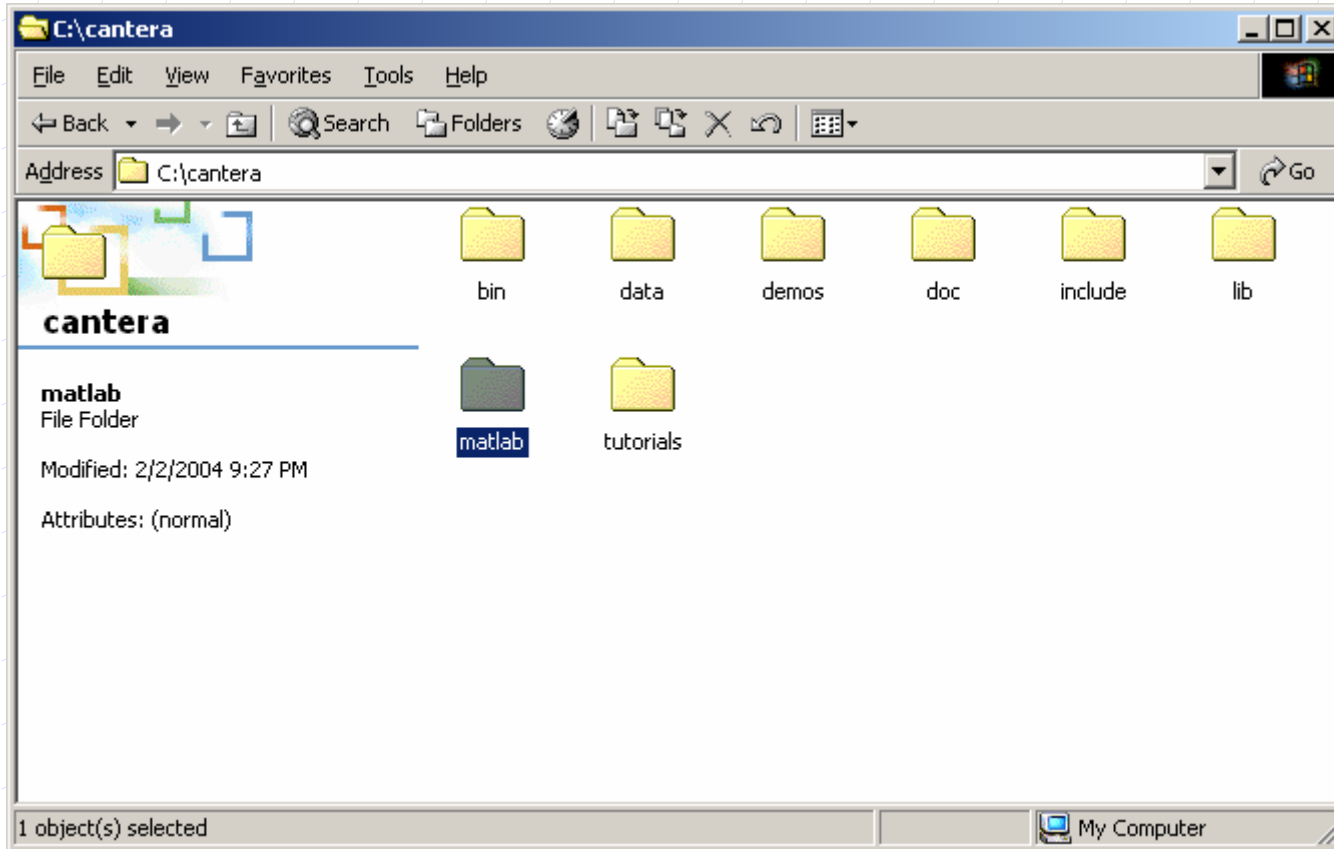 C:\cantera
File Edit View Favorites Tools Help
Back Search Folders
Address C:\cantera Go
bin data demos doc include lib
cantera
matlab
File Folder
matlab tutorials
Modified: 2/2/2004 9:27 PM
Attributes: (normal)
1 object(s) selected My Computer